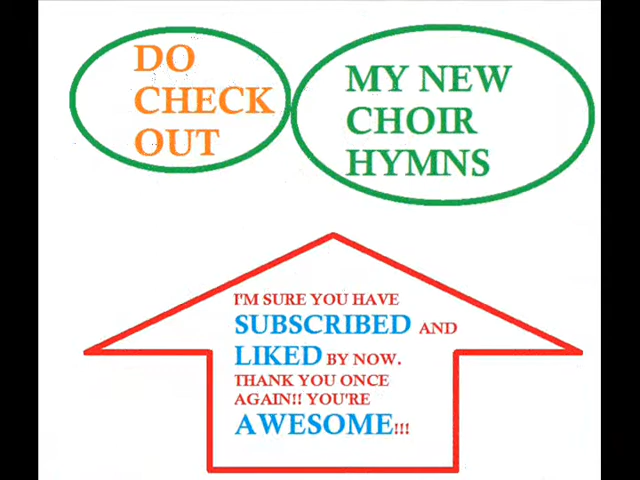 DO
CHECK
OUT
MY NEW
CHOIR
HYMNS
I'M SURE YOU HAVE
SUBSCRIBED AND
LIKED BY NOW.
THANK YOU ONCE
AGAIN!! YOU'RE
AWESOME!!!